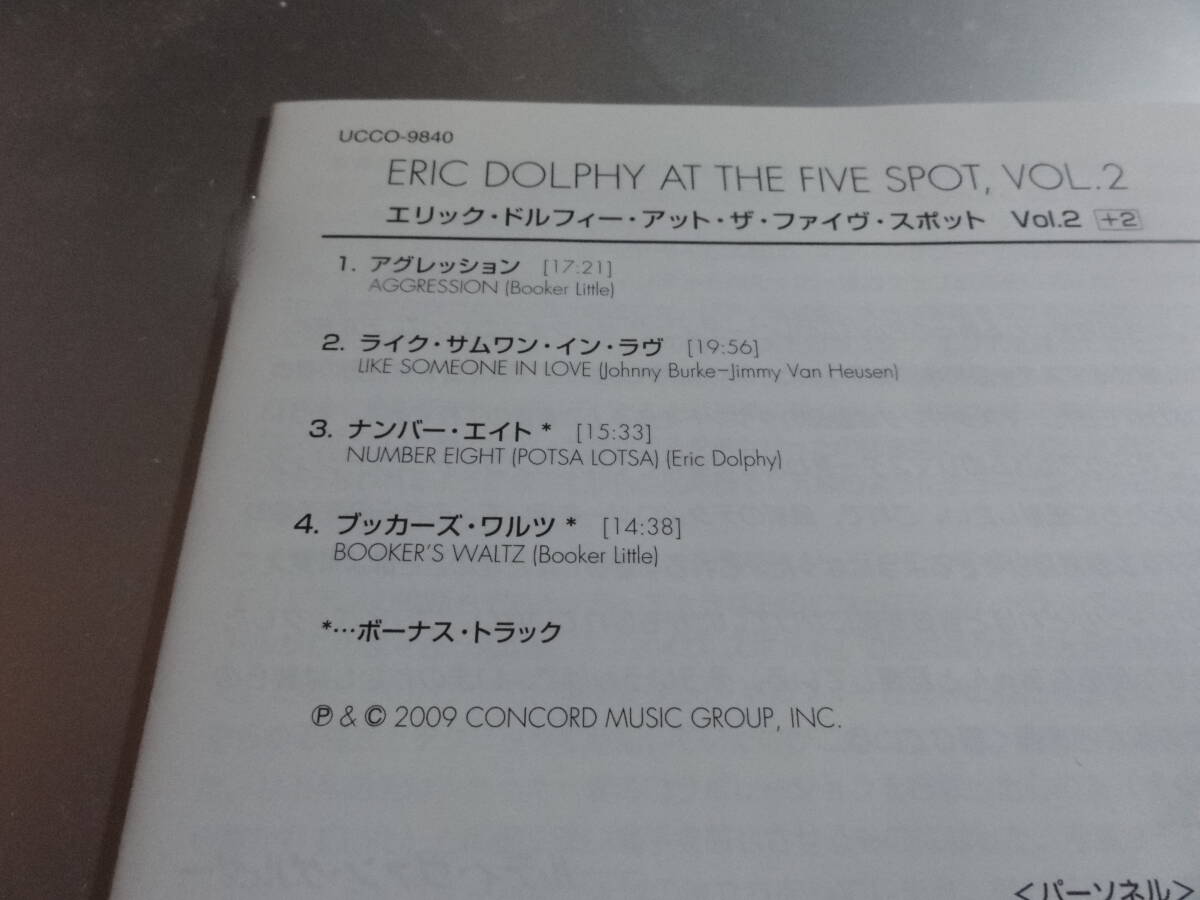 UCCO-9840
ERIC DOLPHY AT THE FIVE SPOT, VOL.2
エリック・ドルフィー・アット・ザ・ファイヴ・スポット Vol.2 +2
1. アグレッション [17:21]
AGGRESSION (Booker Little)
2. ライク・サムワン・イン・ラヴ [19:56]
LIKE SOMEONE IN LOVE (Johnny Burke–Jimmy Van Heusen)
3. ナンバー・エイト * [15:33]
NUMBER EIGHT (POTSA LOTSA) (Eric Dolphy)
4. ブッカーズ・ワルツ * [14:38]
BOOKER'S WALTZ (Booker Little)
*…ボーナス・トラック
℗ & © 2009 CONCORD MUSIC GROUP, INC.
<パーソネル>